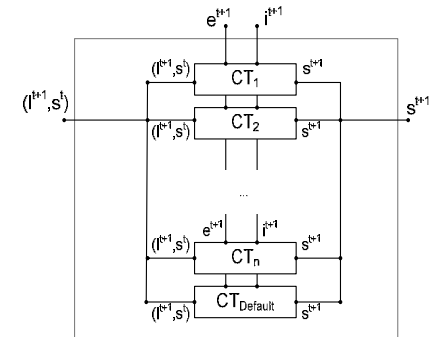 e^{t+1} i^{t+1}
(I^{t+1},s^t) CT_1 s^{t+1}
(I^{t+1},s^t) s^{t+1}
(I^{t+1},s^t) CT_2 s^{t+1}
...
e^{t+1} i^{t+1}
(I^{t+1},s^t) CT_n s^{t+1}
(I^{t+1},s^t) CT_{Default} s^{t+1}